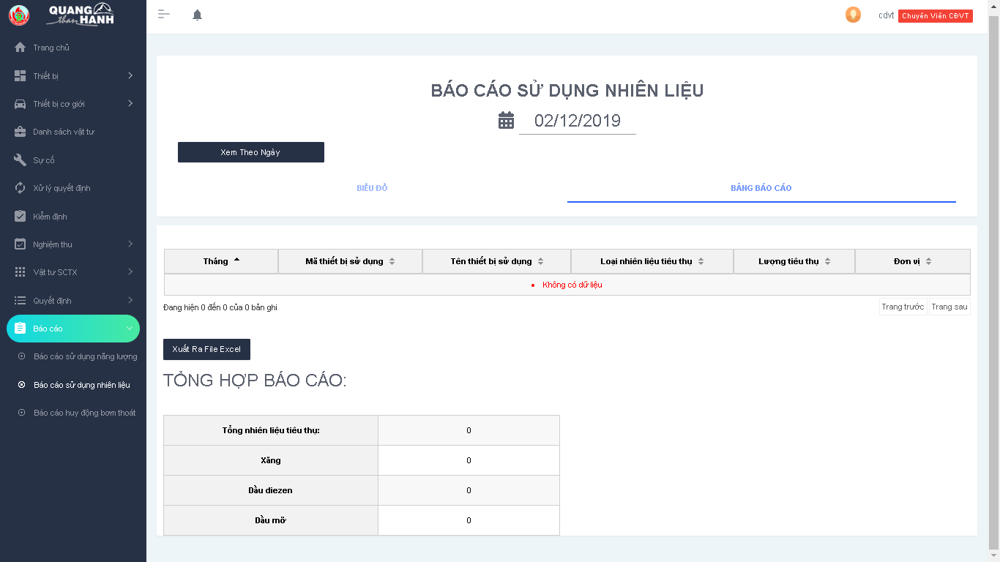 QUANG
than HANH
Trang chủ
Thiết bị
Thiết bị cơ giới
Danh sách vật tư
Sự cố
Xử lý quyết định
Kiểm định
Nghiệm thu
Vật tư SCTX
Quyết định
Báo cáo
Báo cáo sử dụng năng lượng
Báo cáo sử dụng nhiên liệu
Báo cáo huy động bơm thoát
cdvt Chuyên Viên CĐVT
BÁO CÁO SỬ DỤNG NHIÊN LIỆU
02/12/2019
Xem Theo Ngày
BIỂU ĐỒ BẢNG BÁO CÁO
Tháng Mã thiết bị sử dụng Tên thiết bị sử dụng Loại nhiên liệu tiêu thụ Lượng tiêu thụ Đơn vị
• Không có dữ liệu
Đang hiện 0 đến 0 của 0 bản ghi Trang trước Trang sau
Xuất Ra File Excel
TỔNG HỢP BÁO CÁO:
Tổng nhiên liệu tiêu thụ: 0
Xăng 0
Dầu diezen 0
Dầu mỡ 0